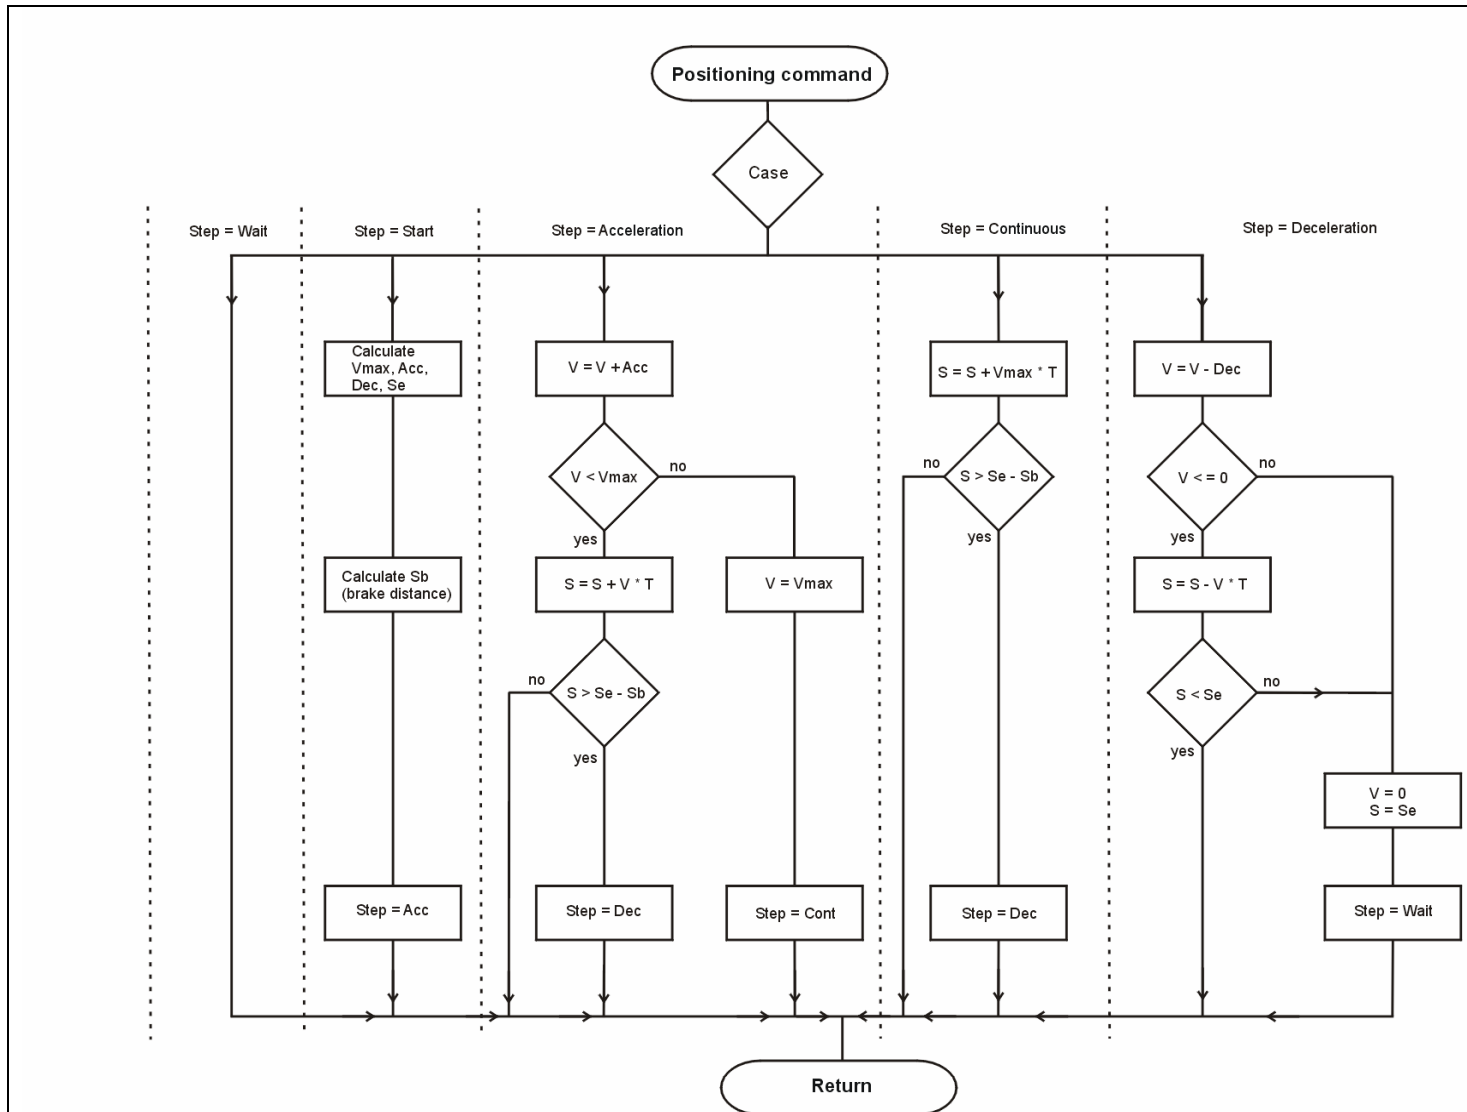 Positioning command
Case
Step = Wait
Step = Start
Step = Acceleration
Step = Continuous
Step = Deceleration
Calculate
Vmax, Acc,
Dec, Se
V = V + Acc
S = S + Vmax * T
V = V - Dec
V < Vmax
no
no
S > Se - Sb
V < = 0
no
yes
yes
yes
Calculate Sb
(brake distance)
S = S + V * T
V = Vmax
S = S - V * T
no
S > Se - Sb
S < Se
no
yes
yes
V = 0
S = Se
Step = Acc
Step = Dec
Step = Cont
Step = Dec
Step = Wait
Return